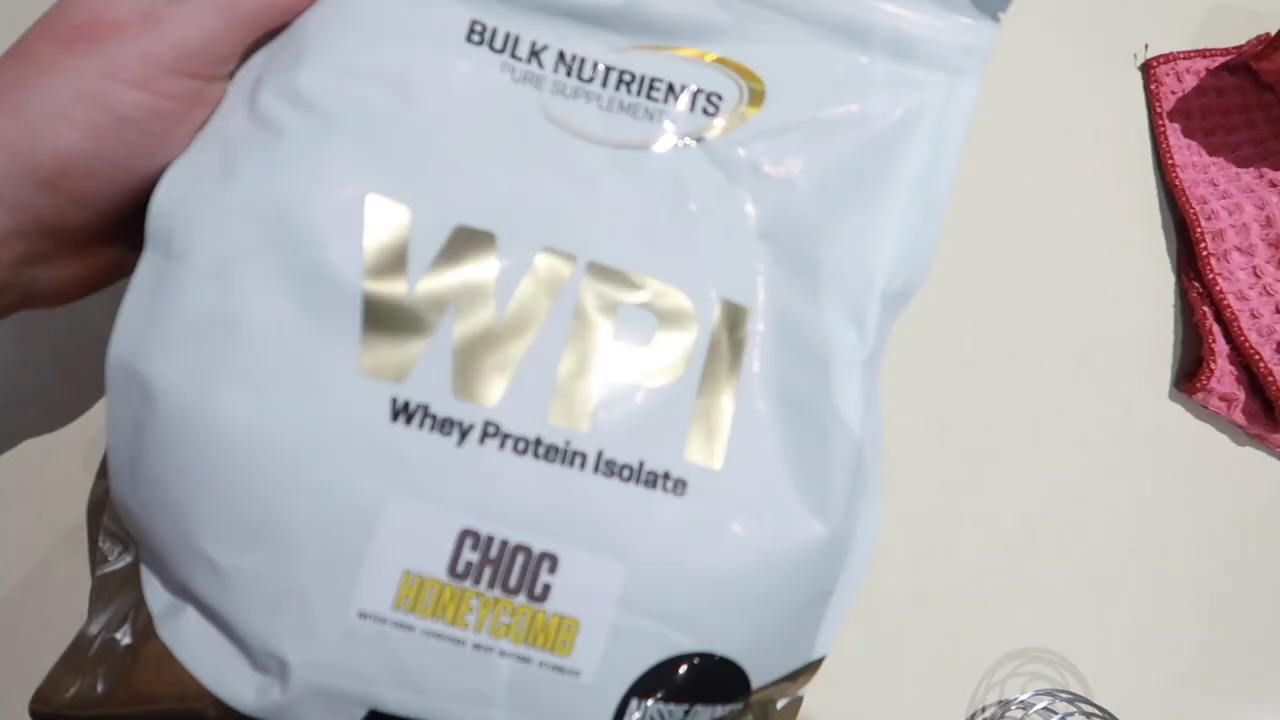 BULK NUTRIENTS
PURE SUPPLEMENTS
WPI
Whey Protein Isolate
CHOC
HONEYCOMB